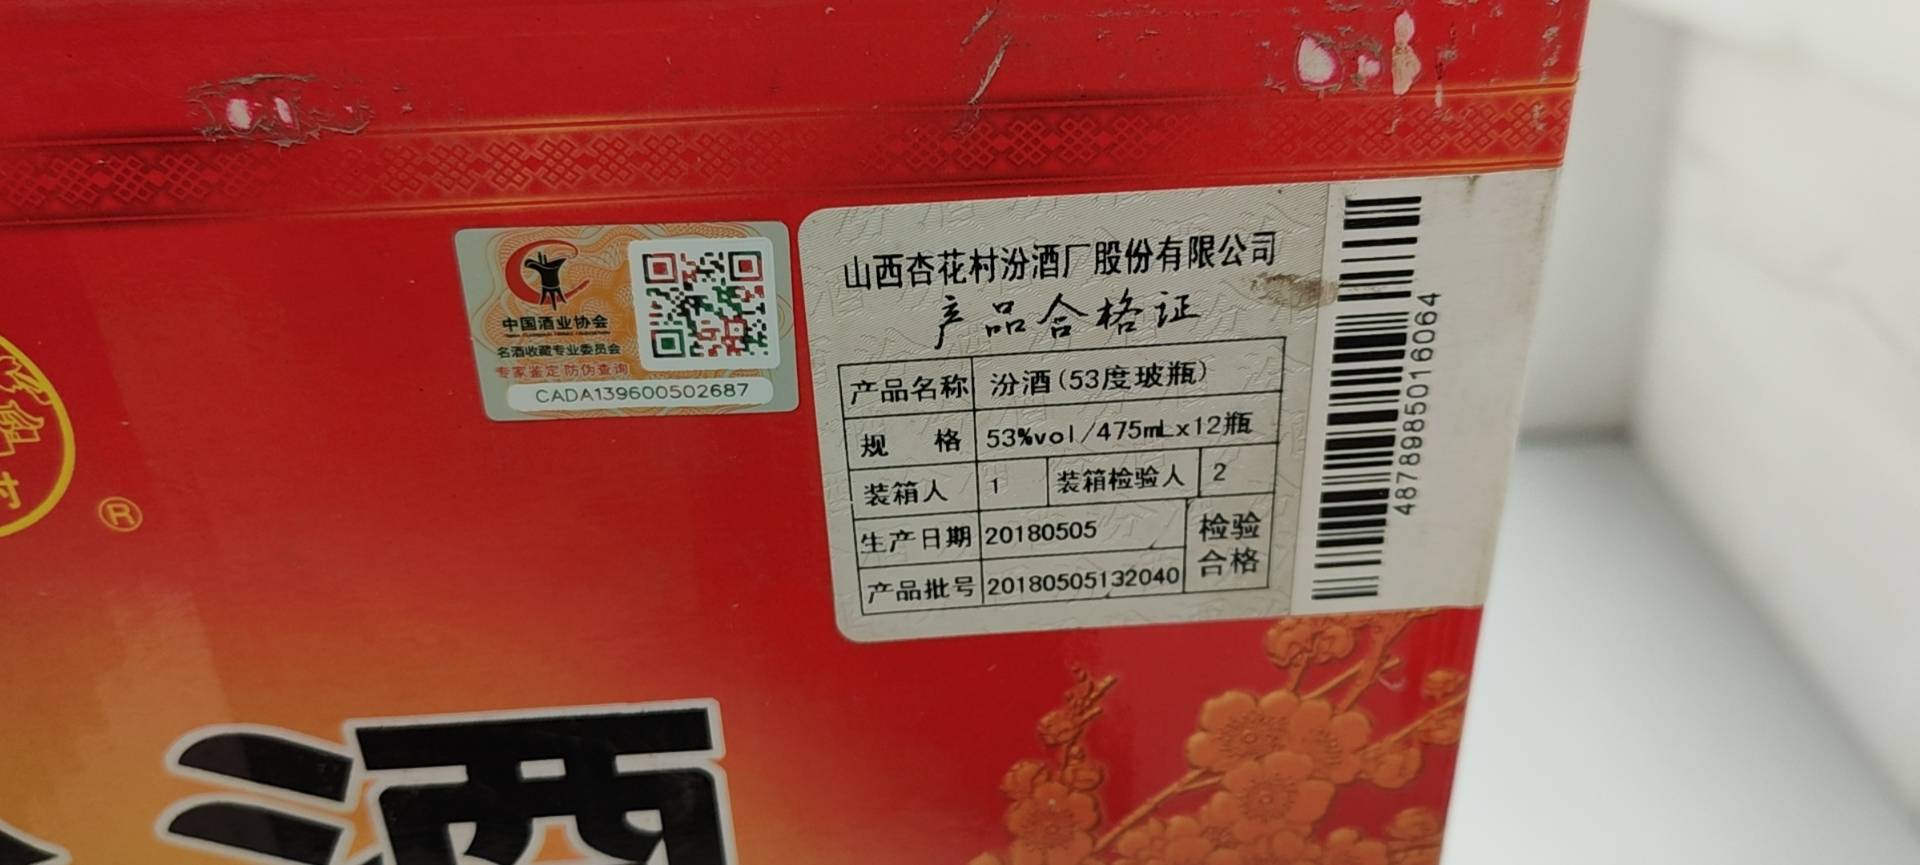 中国酒业协会
名酒收藏专业委员会
专家鉴定 防伪查询
CADA139600502687
山西杏花村汾酒厂股份有限公司
产品合格证
产品名称 汾酒(53度玻瓶)
规 格 53%vol/475mLx12瓶
装箱人 1 装箱检验人 2
生产日期 20180505 检验
产品批号 20180505132040 合格
4878985016064
村
®
酒